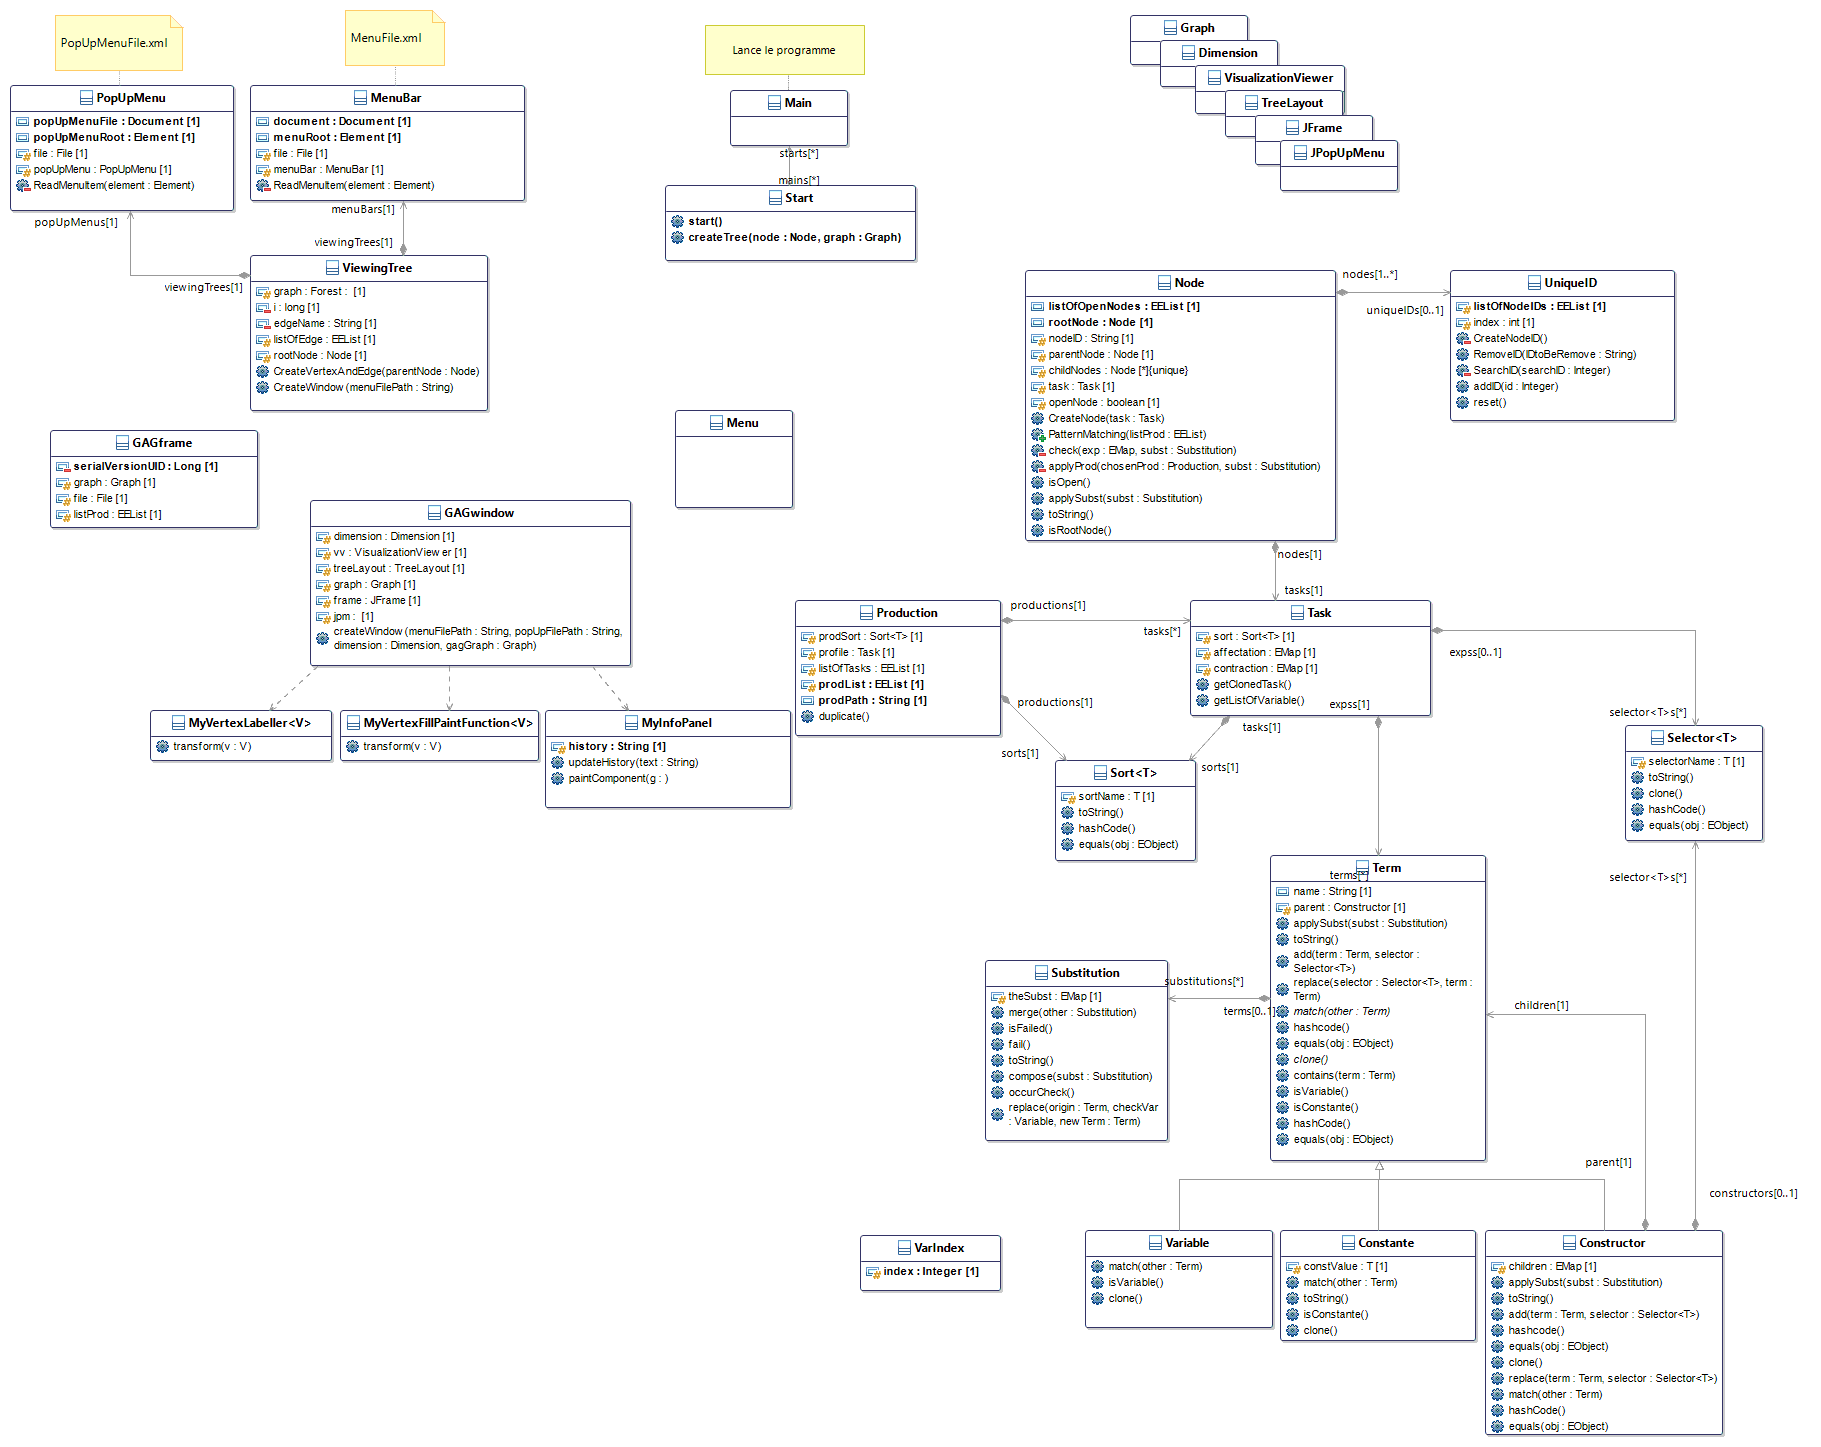 PopUpMenuFile.xml
MenuFile.xml
Lance le programme
Graph
Dimension
VisualizationViewer
TreeLayout
JFrame
JPopUpMenu
PopUpMenu
popUpMenuFile : Document [1]
popUpMenuRoot : Element [1]
file : File [1]
popUpMenu : PopUpMenu [1]
ReadMenuItem(element : Element)
MenuBar
document : Document [1]
menuRoot : Element [1]
file : File [1]
menuBar : MenuBar [1]
ReadMenuItem(element : Element)
Main
starts[*]
mains[*]
Start
start()
createTree(node : Node, graph : Graph)
popUpMenus[1]
menuBars[1]
viewingTrees[1]
viewingTrees[1]
ViewingTree
graph : Forest :  [1]
i : long [1]
edgeName : String [1]
listOfEdge : EEList [1]
rootNode : Node [1]
CreateVertexAndEdge(parentNode : Node)
CreateWindow(menuFilePath : String)
Node
listOfOpenNodes : EEList [1]
rootNode : Node [1]
nodeID : String [1]
parentNode : Node [1]
childNodes : Node [*]{unique}
task : Task [1]
openNode : boolean [1]
CreateNode(task : Task)
PatternMatching(listProd : EEList)
check(exp : EMap, subst : Substitution)
applyProd(chosenProd : Production, subst : Substitution)
isOpen()
applySubst(subst : Substitution)
toString()
isRootNode()
nodes[1..*]
uniqueIDs[0..1]
UniqueID
listOfNodeIDs : EEList [1]
index : int [1]
CreateNodeID()
RemoveID(IDtoBeRemove : String)
SearchID(searchID : Integer)
addID(id : Integer)
reset()
GAGframe
serialVersionUID : Long [1]
graph : Graph [1]
file : File [1]
listProd : EEList [1]
Menu
GAGwindow
dimension : Dimension [1]
vv : VisualizationViewer [1]
treeLayout : TreeLayout [1]
graph : Graph [1]
frame : JFrame [1]
jpm :  [1]
createWindow(menuFilePath : String, popUpFilePath : String,
dimension : Dimension, gagGraph : Graph)
MyVertexLabeller<V>
transform(v : V)
MyVertexFillPaintFunction<V>
transform(v : V)
MyInfoPanel
history : String [1]
updateHistory(text : String)
paintComponent(g : )
nodes[1]
tasks[1]
Production
prodSort : Sort<T> [1]
profile : Task [1]
listOfTasks : EEList [1]
prodList : EEList [1]
prodPath : String [1]
duplicate()
productions[1]
tasks[*]
Task
sort : Sort<T> [1]
affectation : EMap [1]
contraction : EMap [1]
getClonedTask()
getListOfVariable()
expss[0..1]
expss[1]
productions[1]
sorts[1]
tasks[1]
sorts[1]
selector<T>s[*]
Sort<T>
sortName : T [1]
toString()
hashCode()
equals(obj : EObject)
Selector<T>
selectorName : T [1]
toString()
clone()
hashCode()
equals(obj : EObject)
selector<T>s[*]
Term
terms[*]
name : String [1]
parent : Constructor [1]
applySubst(subst : Substitution)
toString()
add(term : Term, selector :
Selector<T>)
replace(selector : Selector<T>, term :
Term)
match(other : Term)
hashcode()
equals(obj : EObject)
clone()
contains(term : Term)
isVariable()
isConstante()
hashCode()
equals(obj : EObject)
Substitution
theSubst : EMap [1]
merge(other : Substitution)
isFailed()
fail()
toString()
compose(subst : Substitution)
occurCheck()
replace(origin : Term, checkVar
: Variable, newTerm : Term)
substitutions[*]
terms[0..1]
children[1]
parent[1]
constructors[0..1]
VarIndex
index : Integer [1]
Variable
match(other : Term)
isVariable()
clone()
Constante
constValue : T [1]
match(other : Term)
toString()
isConstante()
clone()
Constructor
children : EMap [1]
applySubst(subst : Substitution)
toString()
add(term : Term, selector : Selector<T>)
hashcode()
equals(obj : EObject)
clone()
replace(term : Term, selector : Selector<T>)
match(other : Term)
hashCode()
equals(obj : EObject)